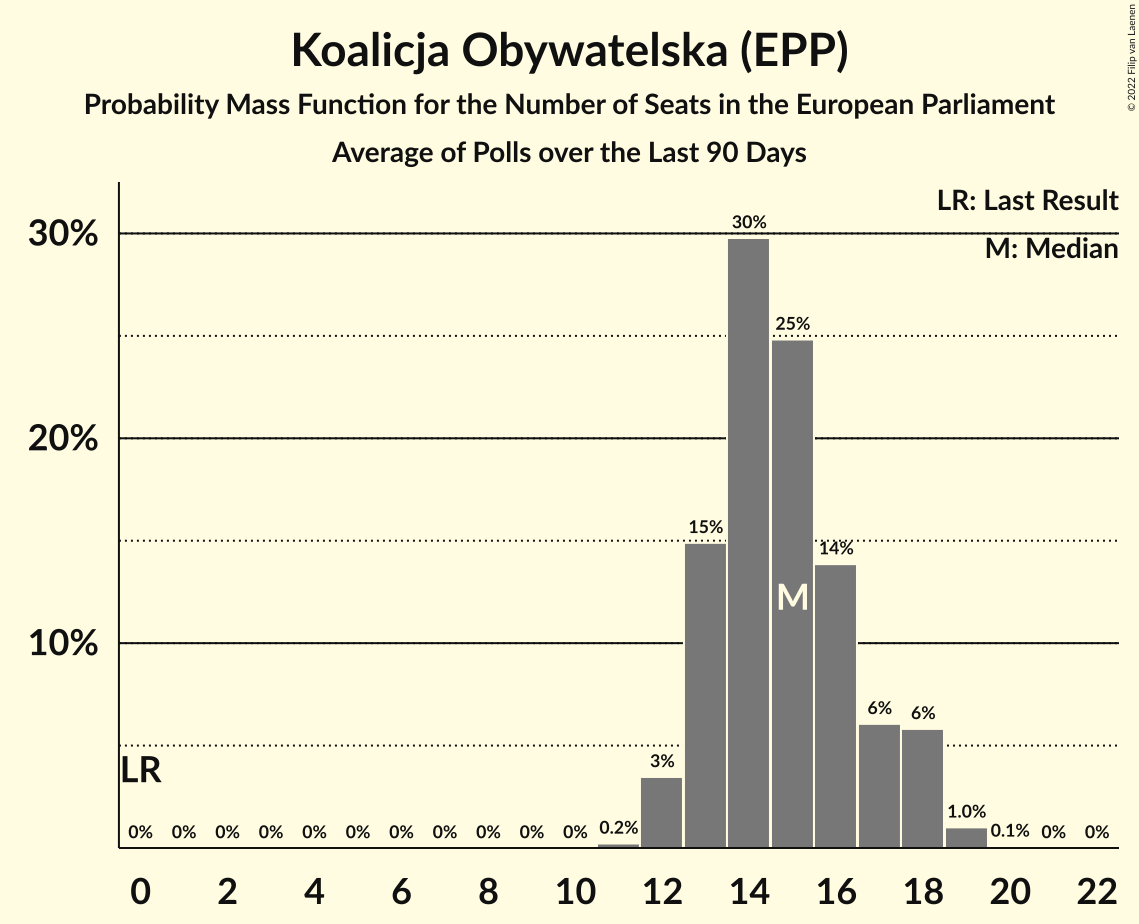 Koalicja Obywatelska (EPP)
Probability Mass Function for the Number of Seats in the European Parliament
Average of Polls over the Last 90 Days
© 2022 Filip van Laenen
LR: Last Result
M: Median
30%
20%
10%
30%
25%
15%
14%
M
6%
6%
LR
3%
0%
0%
0%
0%
0%
0%
0%
0%
0%
0%
0%
0.2%
1.0%
0.1%
0%
0%
0 2 4 6 8 10 12 14 16 18 20 22